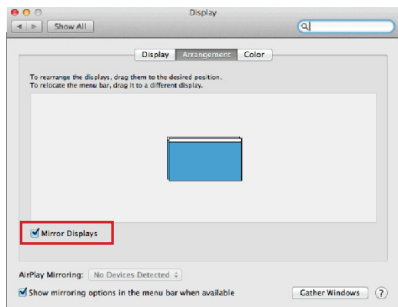 Display
Show All
Display Arrangement Color
To rearrange the displays, drag them to the desired position.
To relocate the menu bar, drag it to a different display.
Mirror Displays
AirPlay Mirroring: No Devices Detected
Show mirroring options in the menu bar when available
Gather Windows ?